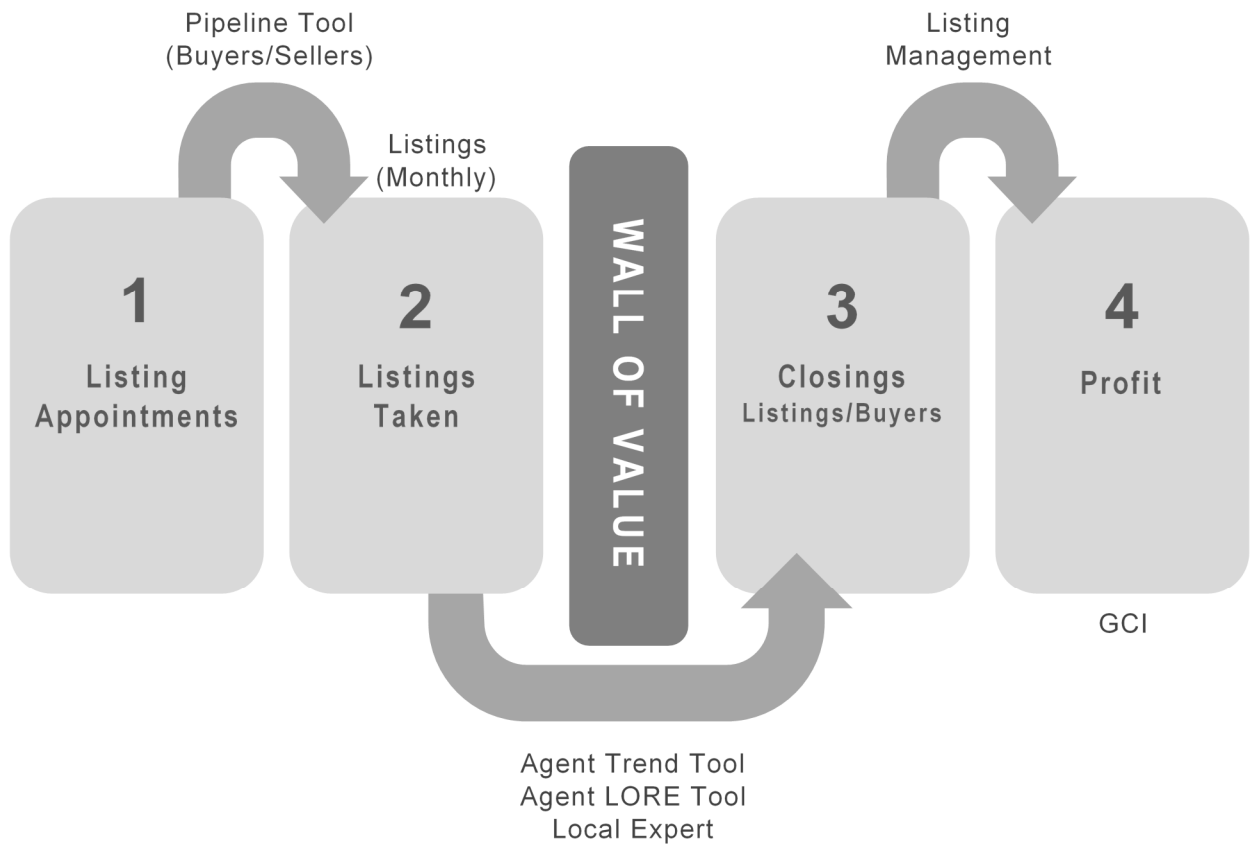 Pipeline Tool
(Buyers/Sellers)
Listing
Management
Listings
(Monthly)
1
Listing
Appointments
2
Listings
Taken
WALL OF VALUE
3
Closings
Listings/Buyers
4
Profit
GCI
Agent Trend Tool
Agent LORE Tool
Local Expert